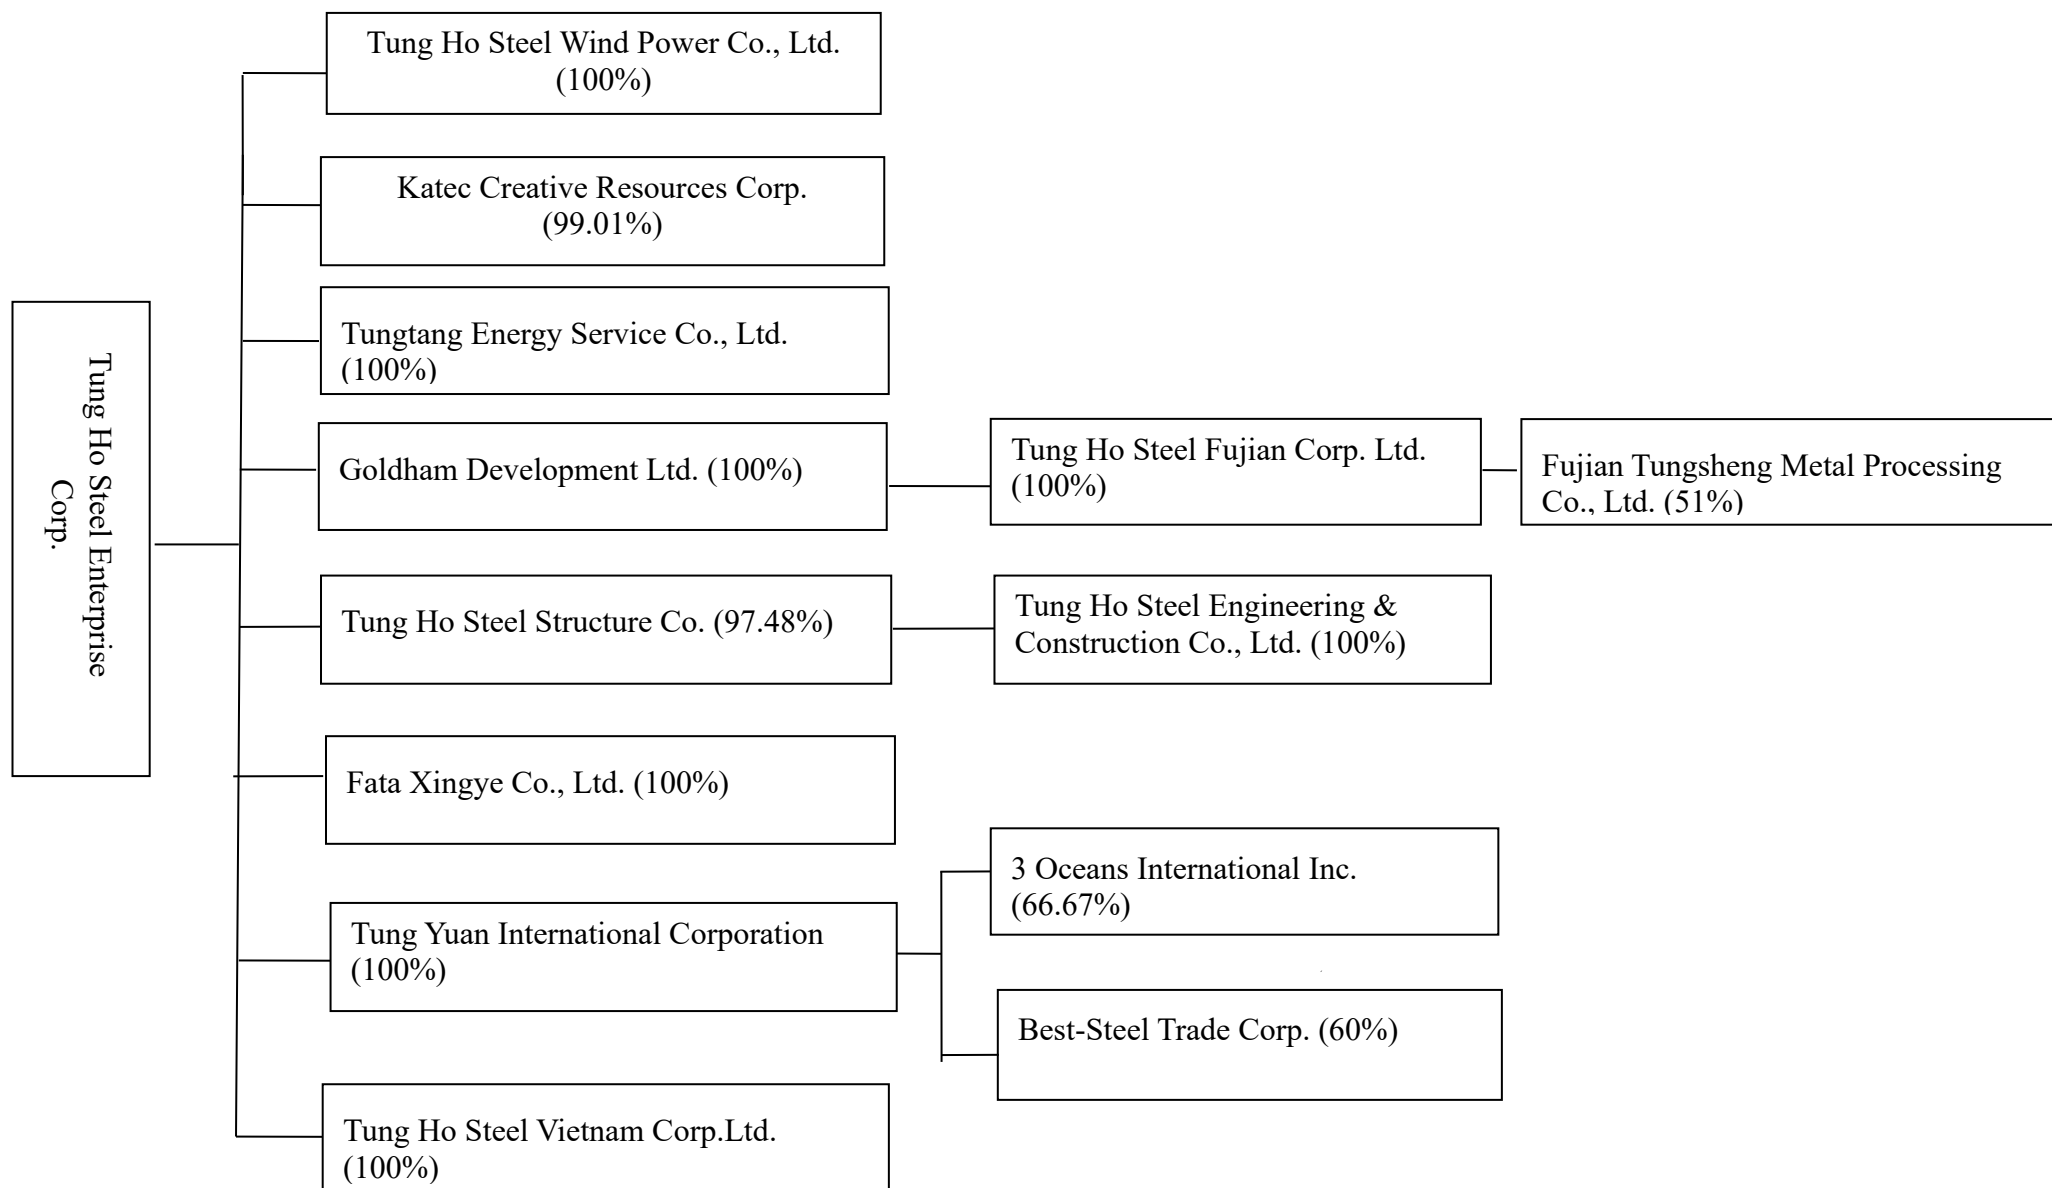 Tung Ho Steel Enterprise
Corp.
Tung Ho Steel Wind Power Co., Ltd.
(100%)
Katec Creative Resources Corp.
(99.01%)
Tungtang Energy Service Co., Ltd.
(100%)
Goldham Development Ltd. (100%)
Tung Ho Steel Fujian Corp. Ltd.
(100%)
Fujian Tungsheng Metal Processing
Co., Ltd. (51%)
Tung Ho Steel Structure Co. (97.48%)
Tung Ho Steel Engineering &
Construction Co., Ltd. (100%)
Fata Xingye Co., Ltd. (100%)
Tung Yuan International Corporation
(100%)
3 Oceans International Inc.
(66.67%)
Best-Steel Trade Corp. (60%)
Tung Ho Steel Vietnam Corp.Ltd.
(100%)